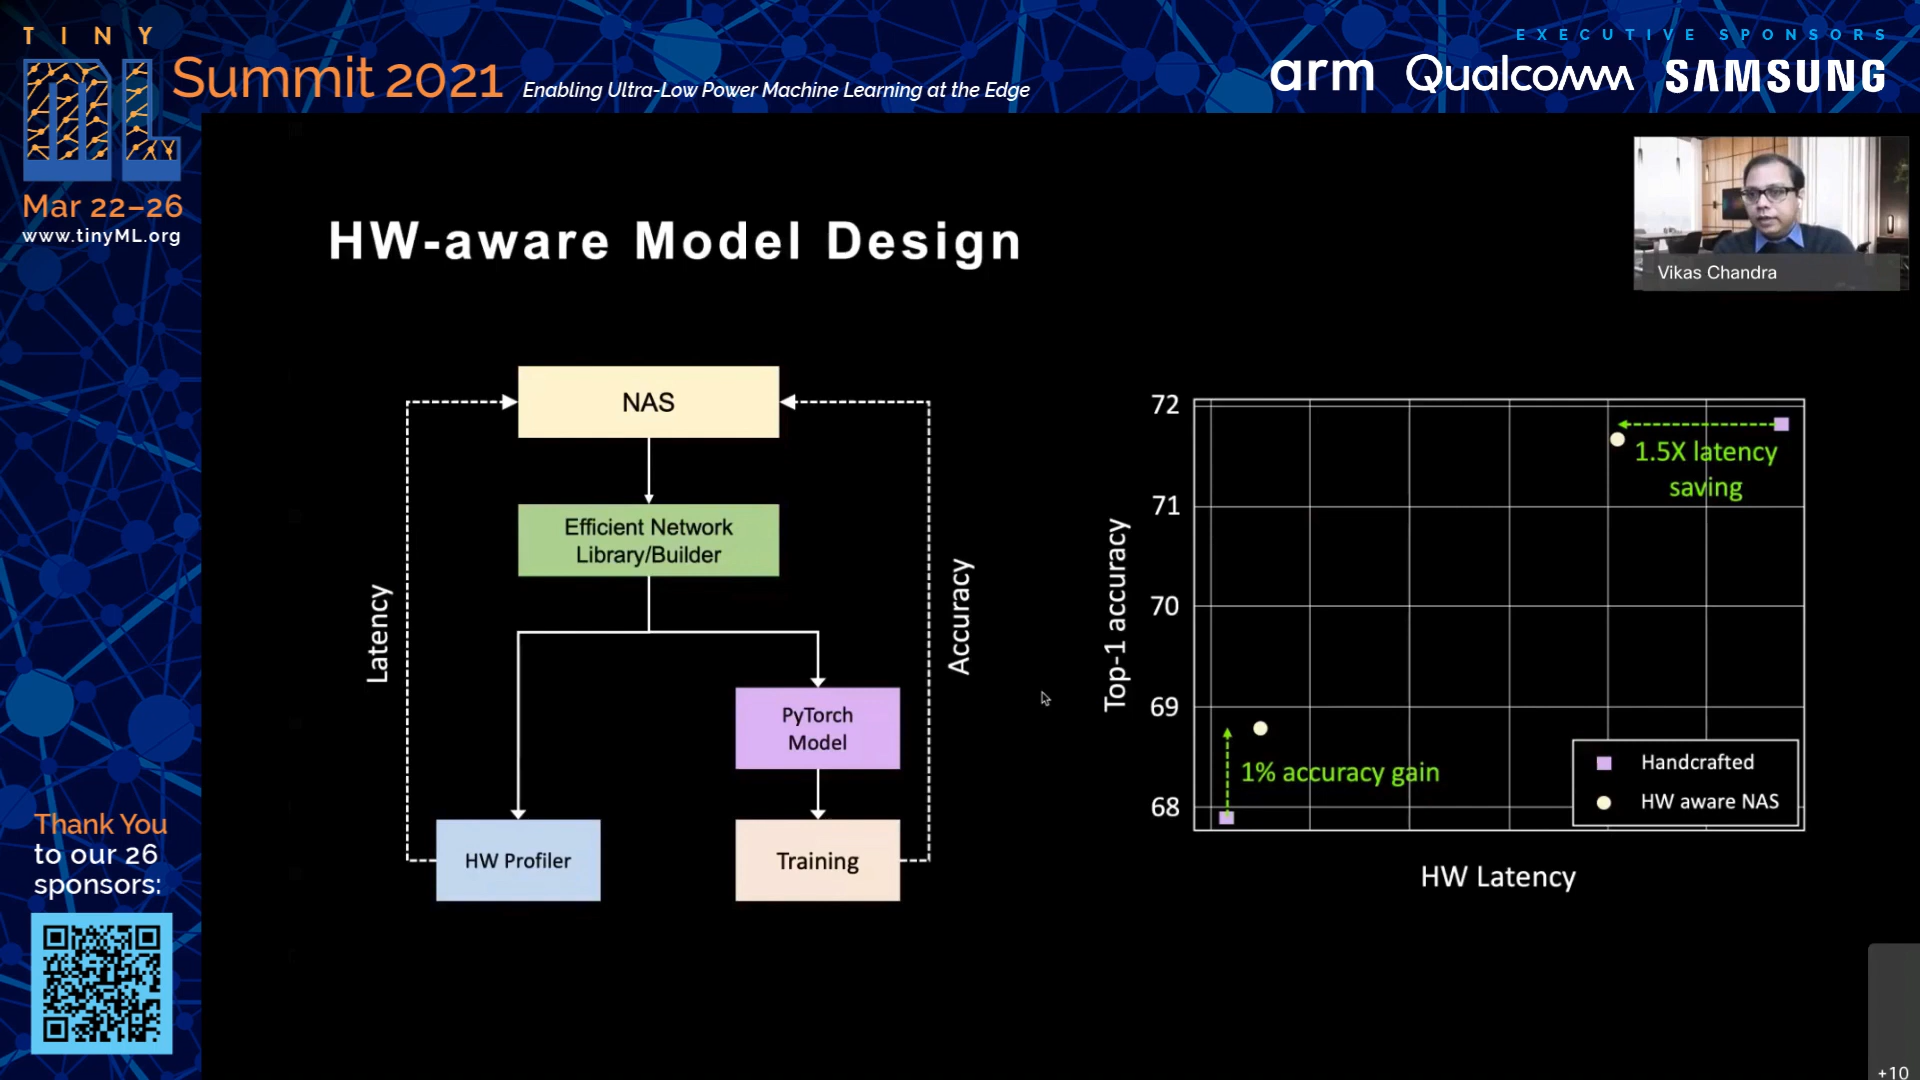 TINY
ML
Summit 2021
Enabling Ultra-Low Power Machine Learning at the Edge
EXECUTIVE SPONSORS
arm
Qualcomm
SAMSUNG
Mar 22–26
www.tinyML.org
Vikas Chandra
HW-aware Model Design
NAS
Efficient Network
Library/Builder
Latency
Accuracy
PyTorch
Model
HW Profiler
Training
72
71
70
69
68
Top-1 accuracy
1.5X latency
saving
1% accuracy gain
Handcrafted
HW aware NAS
HW Latency
Thank You
to our 26
sponsors:
+10